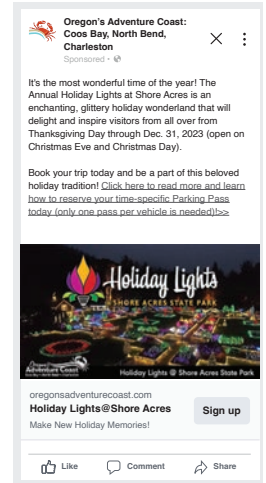 Oregon's Adventure Coast:
Coos Bay, North Bend,
Charleston
Sponsored •
It's the most wonderful time of the year! The
Annual Holiday Lights at Shore Acres is an
enchanting, glittery holiday wonderland that will
delight and inspire visitors from all over from
Thanksgiving Day through Dec. 31, 2023 (open on
Christmas Eve and Christmas Day).
Book your trip today and be a part of this beloved
holiday tradition! Click here to read more and learn
how to reserve your time-specific Parking Pass
today (only one pass per vehicle is needed)!>>
Holiday Lights
SHORE ACRES STATE PARK
Oregon's
Adventure Coast
Coos Bay • North Bend • Charleston
Holiday Lights @ Shore Acres State Park
oregonsadventurecoast.com
Holiday Lights@Shore Acres
Make New Holiday Memories!
Sign up
Like
Comment
Share